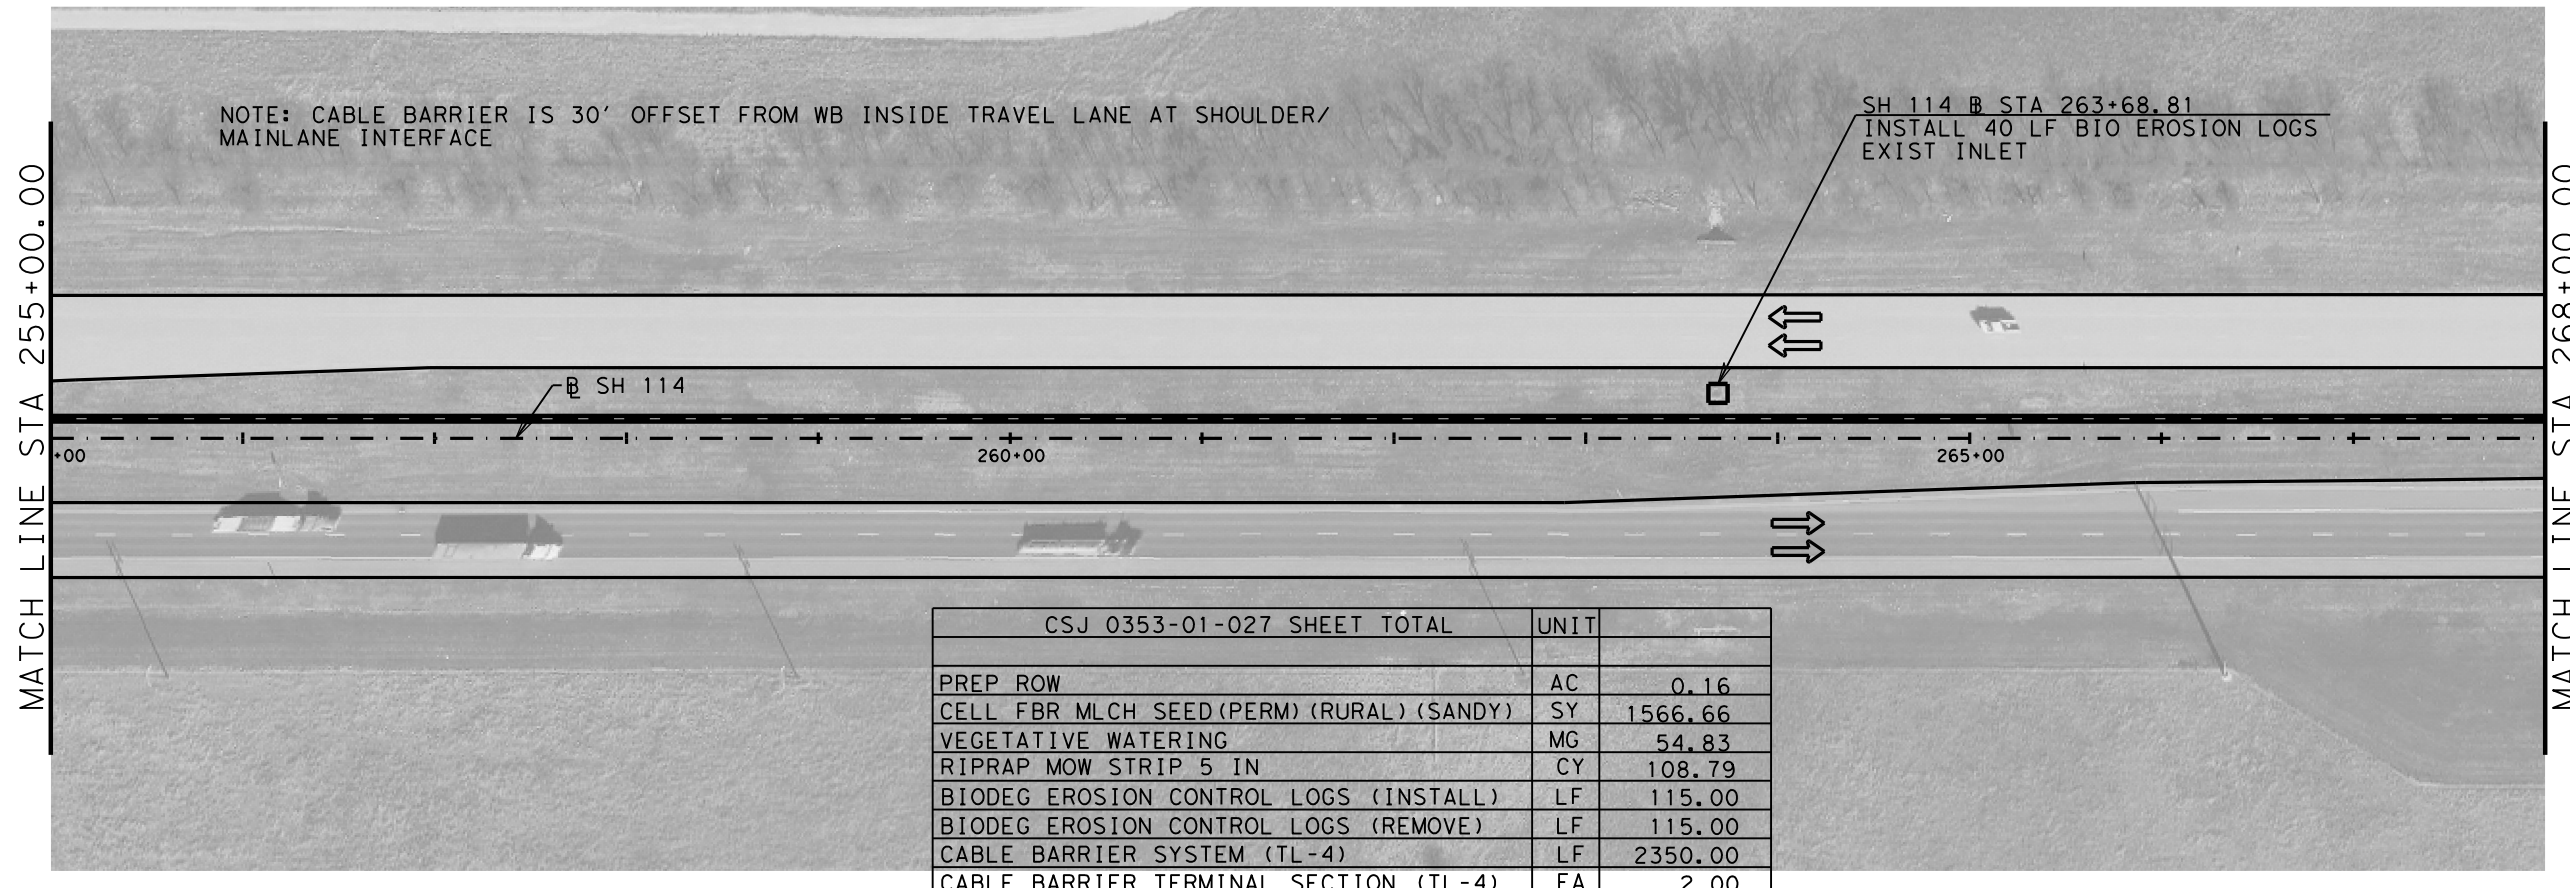 NOTE: CABLE BARRIER IS 30' OFFSET FROM WB INSIDE TRAVEL LANE AT SHOULDER/
MAINLANE INTERFACE
SH 114 BL STA 263+68.81
INSTALL 40 LF BIO EROSION LOGS
EXIST INLET
MATCH LINE STA 255+00.00
MATCH LINE STA 268+00.00
BL SH 114
+00
260+00
265+00
CSJ 0353-01-027 SHEET TOTAL UNIT
PREP ROW AC 0.16
CELL FBR MLCH SEED(PERM)(RURAL)(SANDY) SY 1566.66
VEGETATIVE WATERING MG 54.83
RIPRAP MOW STRIP 5 IN CY 108.79
BIODEG EROSION CONTROL LOGS (INSTALL) LF 115.00
BIODEG EROSION CONTROL LOGS (REMOVE) LF 115.00
CABLE BARRIER SYSTEM (TL-4) LF 2350.00
CABLE BARRIER TERMINAL SECTION (TL-4) EA 2.00